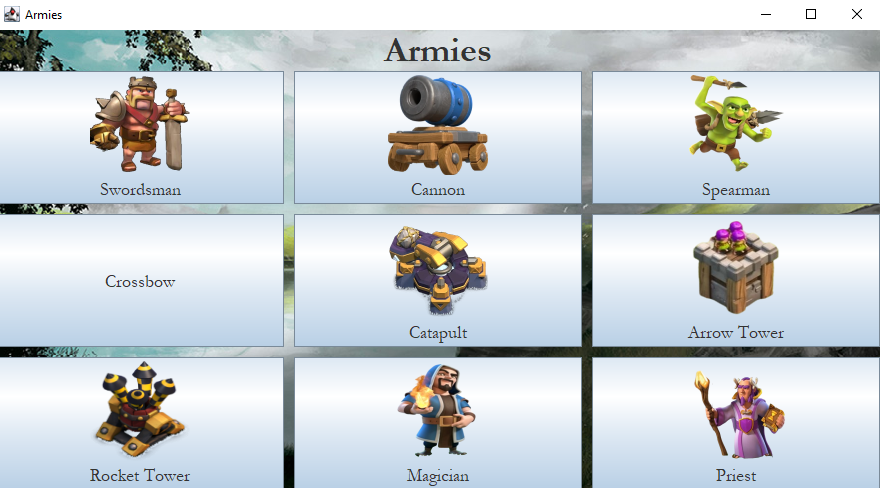 Armies
Armies
Swordsman
Cannon
Spearman
Crossbow
Catapult
Arrow Tower
Rocket Tower
Magician
Priest